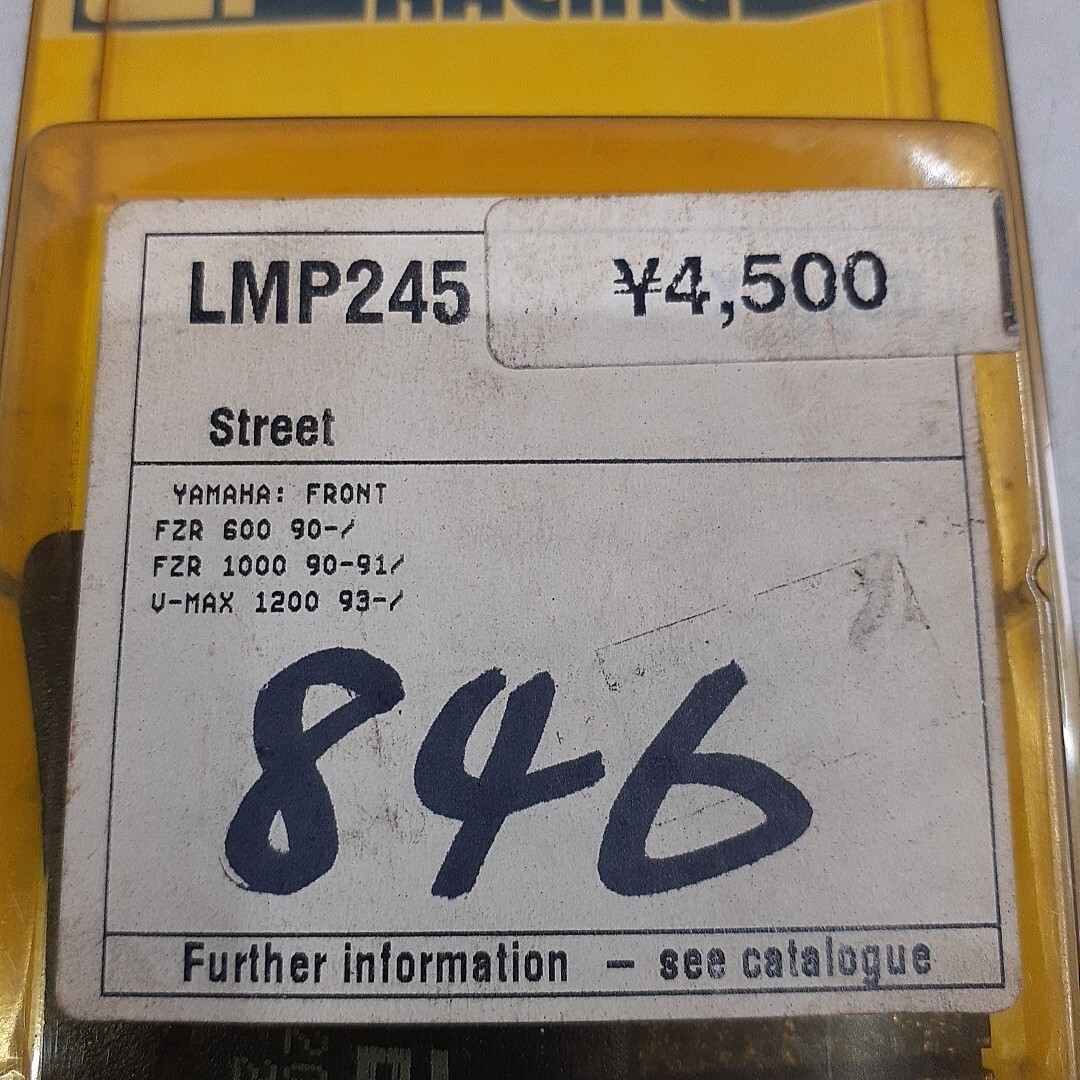 RACING
LMP245 ¥4,500
Street
YAMAHA: FRONT
FZR 600 90-/
FZR 1000 90-91/
V-MAX 1200 93-/
846
Further information - see catalogue